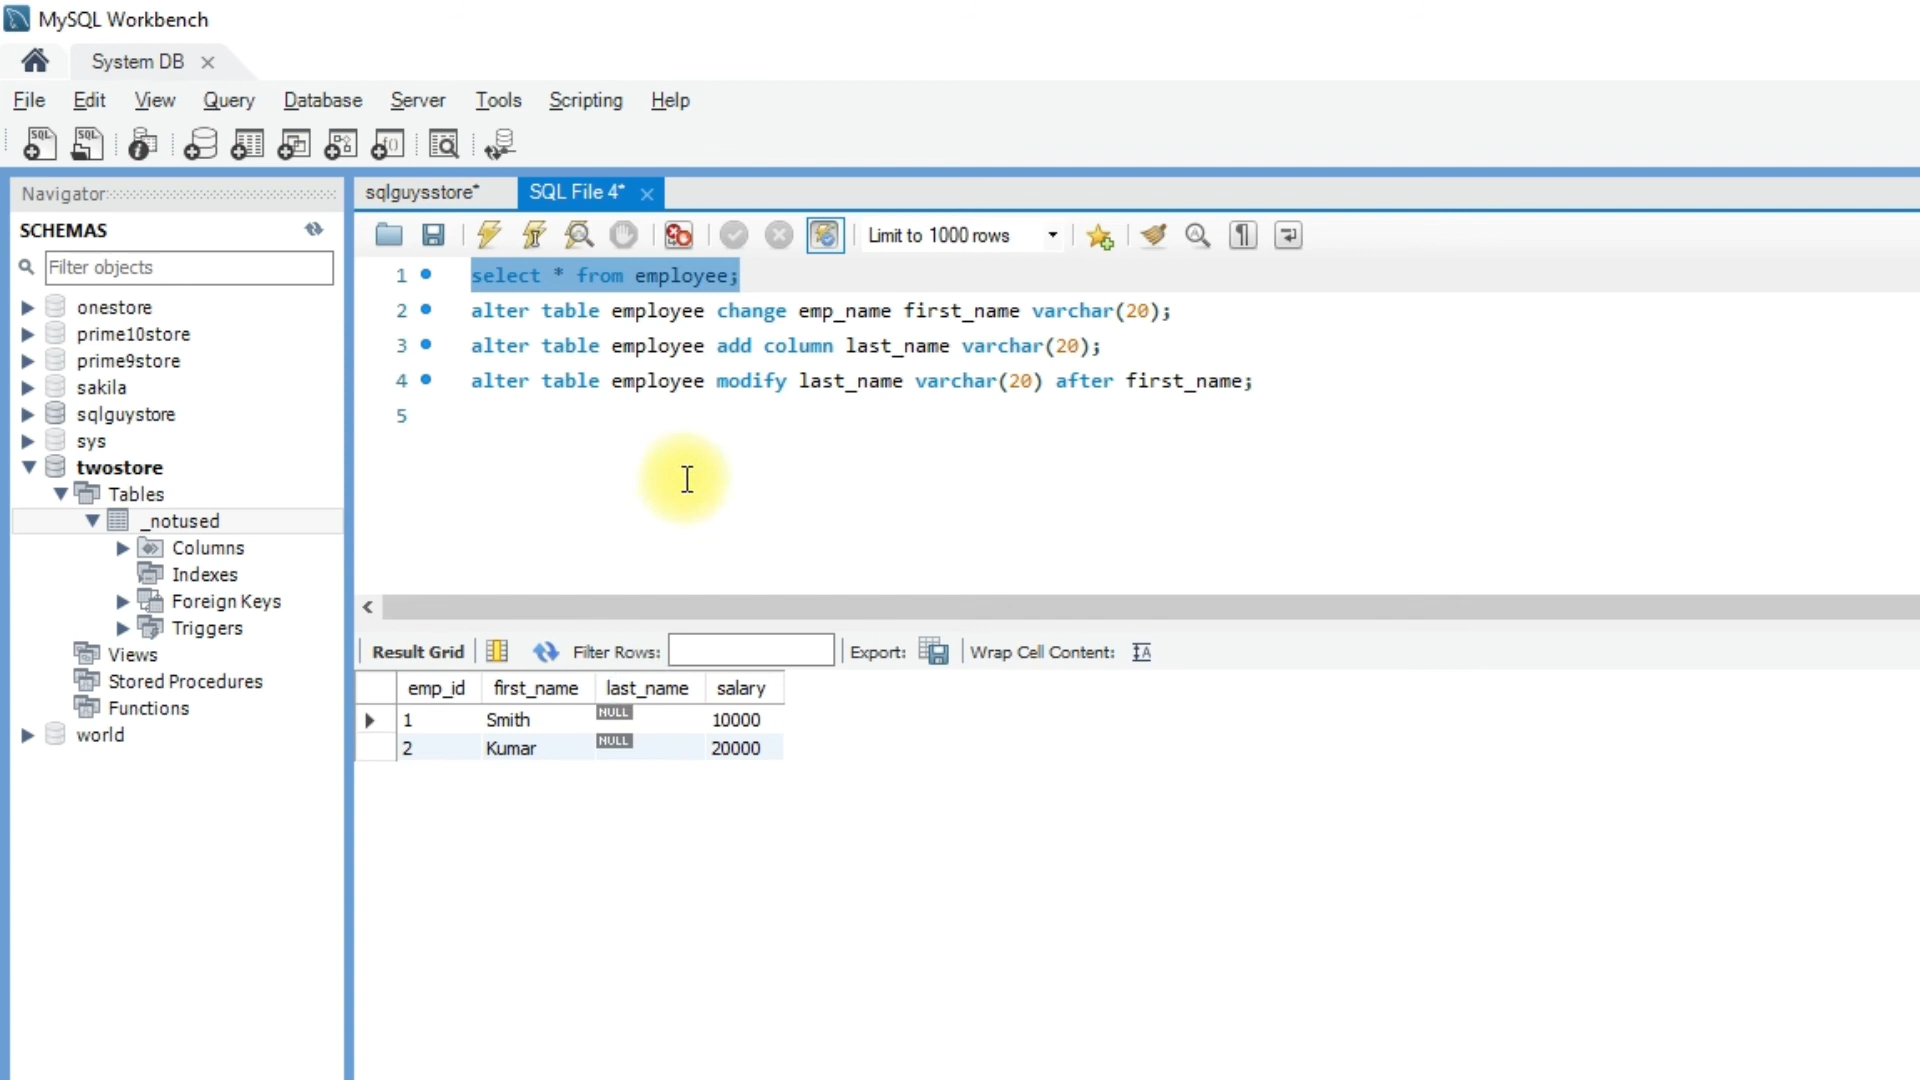 MySQL Workbench
System DB
File Edit View Query Database Server Tools Scripting Help
SQL SQL
Navigator
SCHEMAS
Filter objects
onestore
prime10store
prime9store
sakila
sqlguystore
sys
twostore
Tables
_notused
Columns
Indexes
Foreign Keys
Triggers
Views
Stored Procedures
Functions
world
sqlguysstore* SQL File 4*
Limit to 1000 rows
1 select * from employee;
2 alter table employee change emp_name first_name varchar(20);
3 alter table employee add column last_name varchar(20);
4 alter table employee modify last_name varchar(20) after first_name;
5
Result Grid Filter Rows: Export: Wrap Cell Content:
emp_id first_name last_name salary
1 Smith NULL 10000
2 Kumar NULL 20000